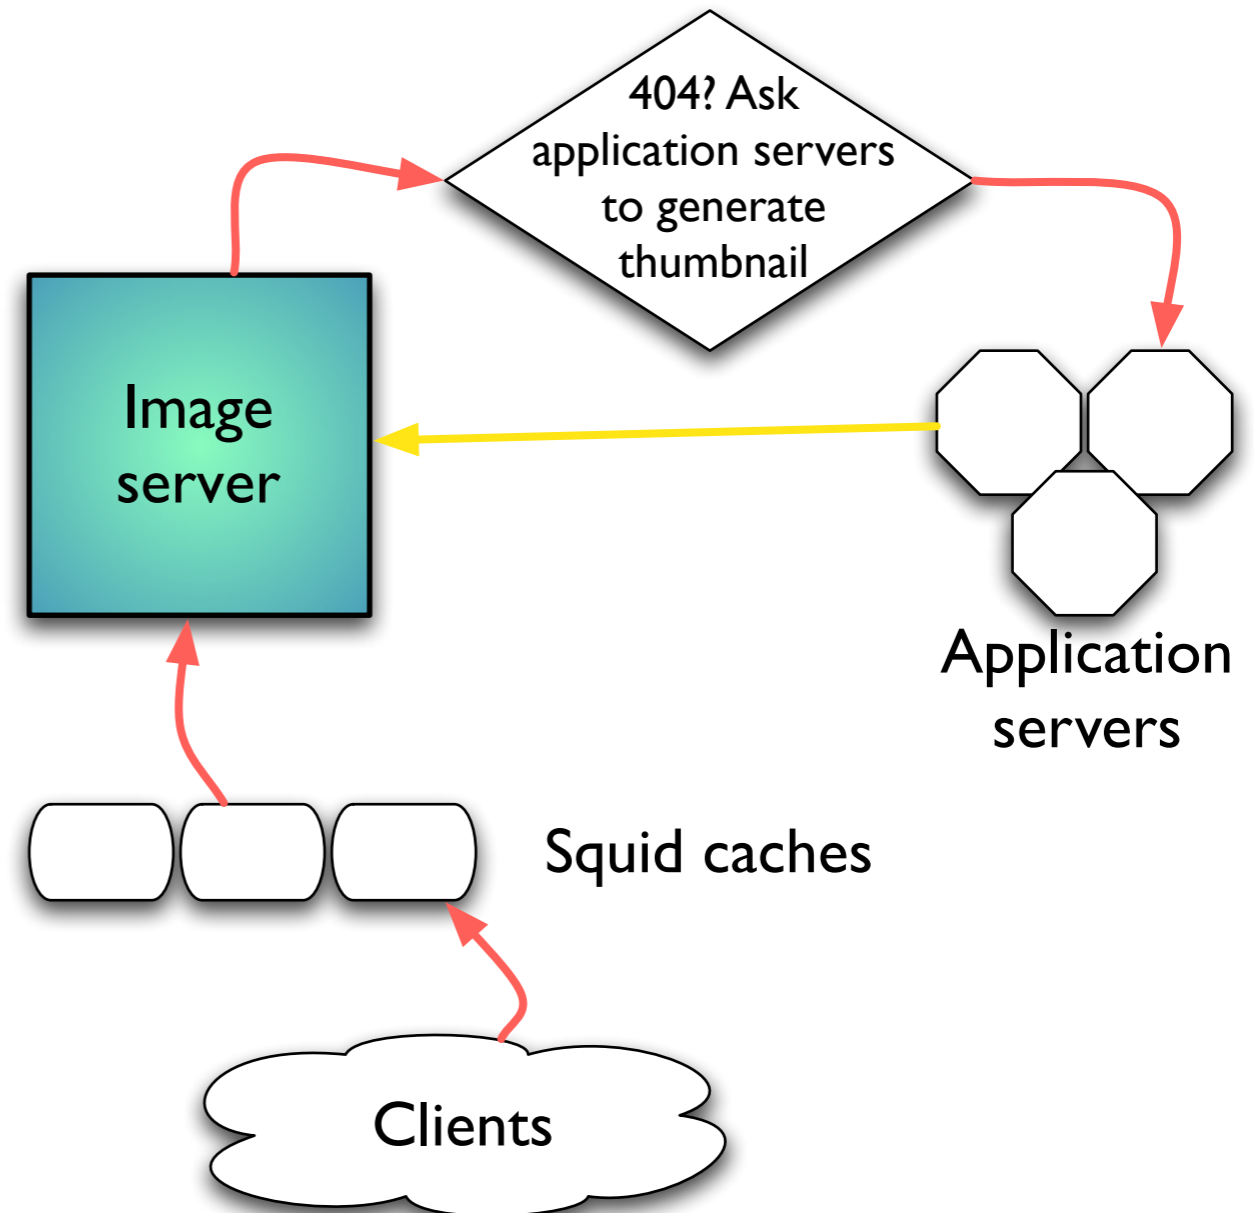 404? Ask
application servers
to generate
thumbnail
Image
server
Application
servers
Squid caches
Clients